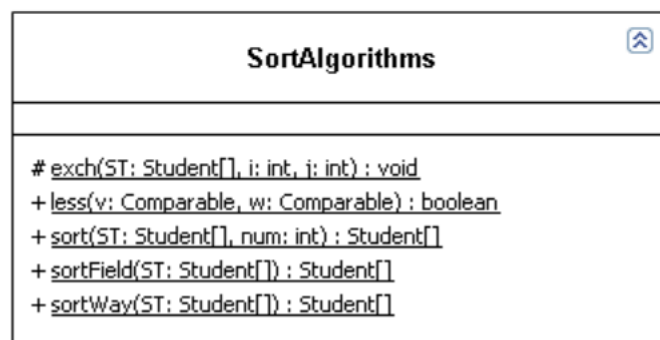 SortAlgorithms
# exch(ST: Student[], i: int, j: int) : void
+ less(v: Comparable, w: Comparable) : boolean
+ sort(ST: Student[], num: int) : Student[]
+ sortField(ST: Student[]) : Student[]
+ sortWay(ST: Student[]) : Student[]